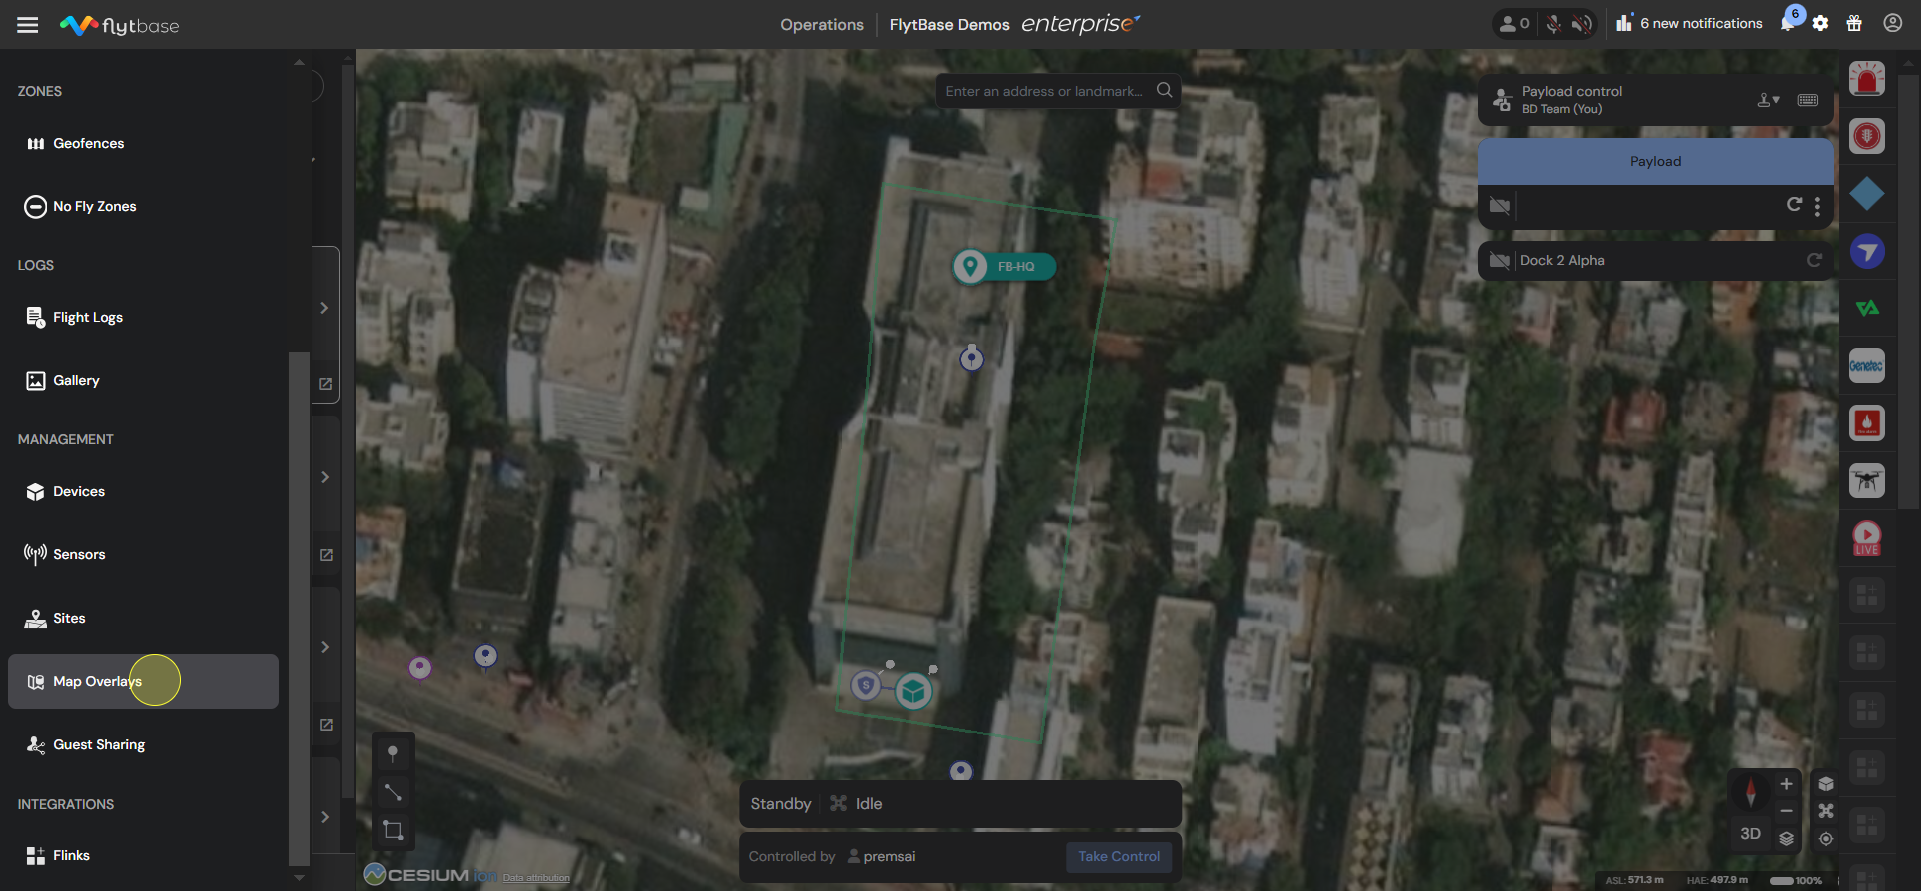 flytbase
Operations
FlytBase Demos enterprise
0
6 new notifications
6
ZONES
Geofences
No Fly Zones
LOGS
Flight Logs
Gallery
MANAGEMENT
Devices
Sensors
Sites
Map Overlays
Guest Sharing
INTEGRATIONS
Flinks
Enter an address or landmark...
FB-HQ
S
Payload control
BD Team (You)
Payload
Dock 2 Alpha
Genetec
LIVE
Standby
Idle
Controlled by
premsai
Take Control
3D
CESIUM ion
Data attribution
ASL: 571.3 m
HAE: 497.9 m
100%